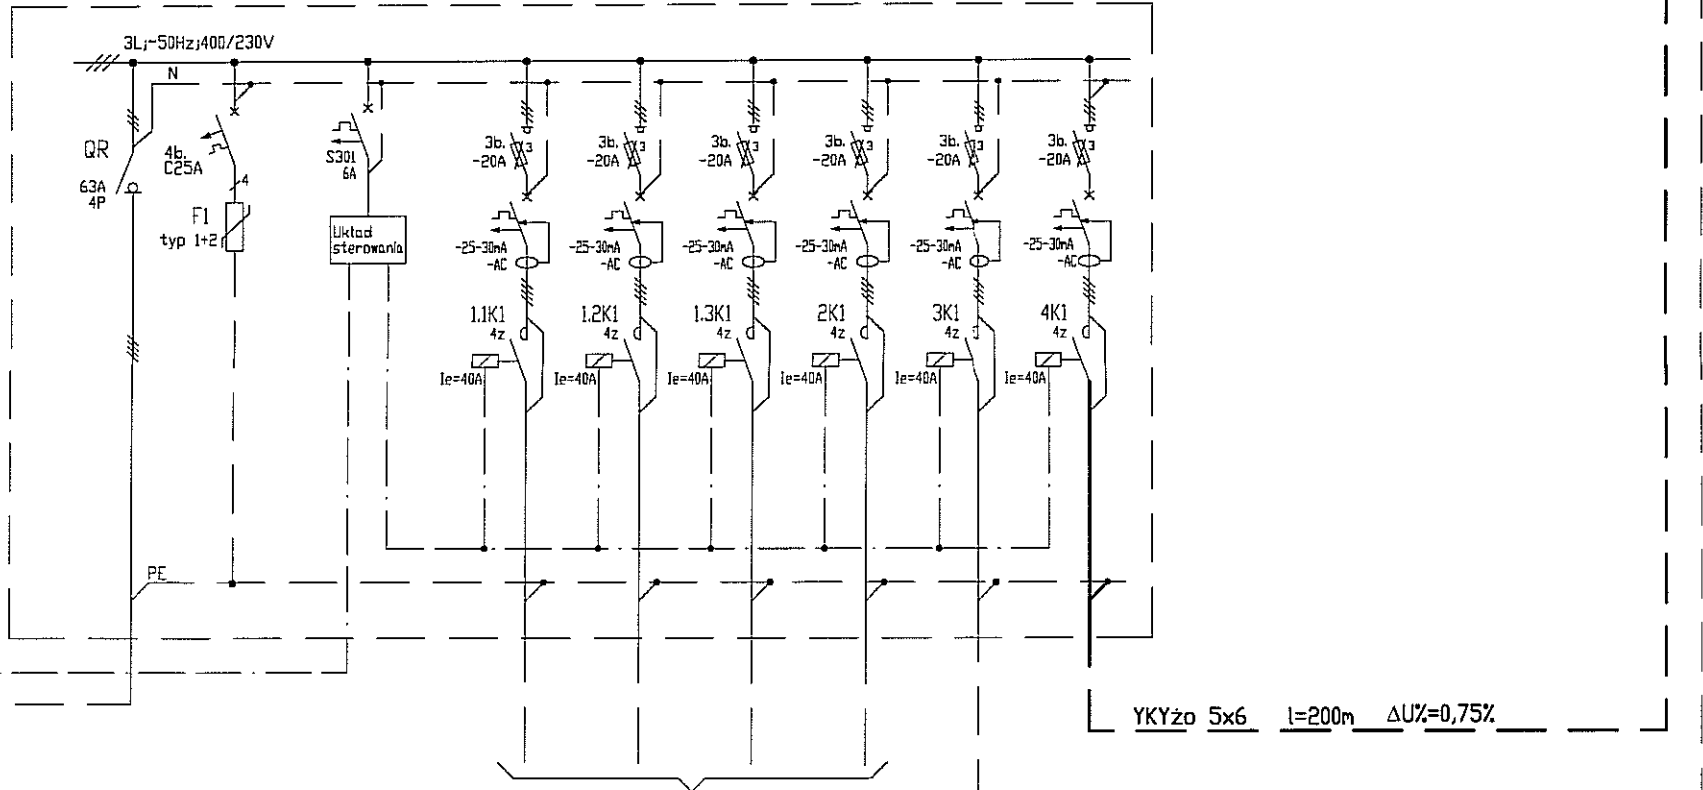 3L;~50Hz;400/230V
N
QR
63A
4P
4b.
C25A
4
F1
typ 1+2
S301
6A
Układ
sterowania
3b.
-20A
3
3b.
-20A
3
3b.
-20A
3
3b.
-20A
3
3b.
-20A
3
3b.
-20A
3
-25-30mA
-AC
-25-30mA
-AC
-25-30mA
-AC
-25-30mA
-AC
-25-30mA
-AC
-25-30mA
-AC
1.1K1
4z
1.2K1
4z
1.3K1
4z
2K1
4z
3K1
4z
4K1
4z
Ie=40A
Ie=40A
Ie=40A
Ie=40A
Ie=40A
Ie=40A
PE
YKYżo 5x6 l=200m ΔU%=0,75%